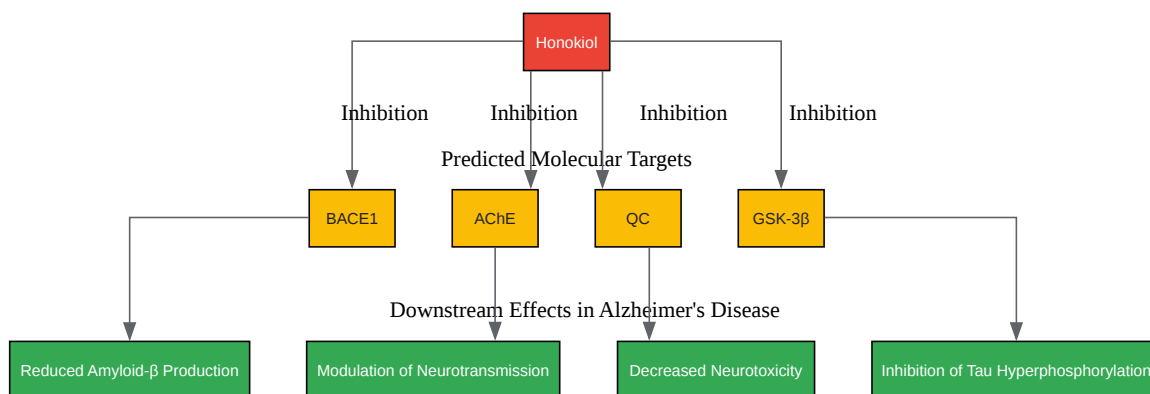 Honokiol
Inhibition Inhibition Inhibition Inhibition
Predicted Molecular Targets
BACE1 AChE QC GSK-3β
Downstream Effects in Alzheimer's Disease
Reduced Amyloid-β Production Modulation of Neurotransmission Decreased Neurotoxicity Inhibition of Tau Hyperphosphorylation